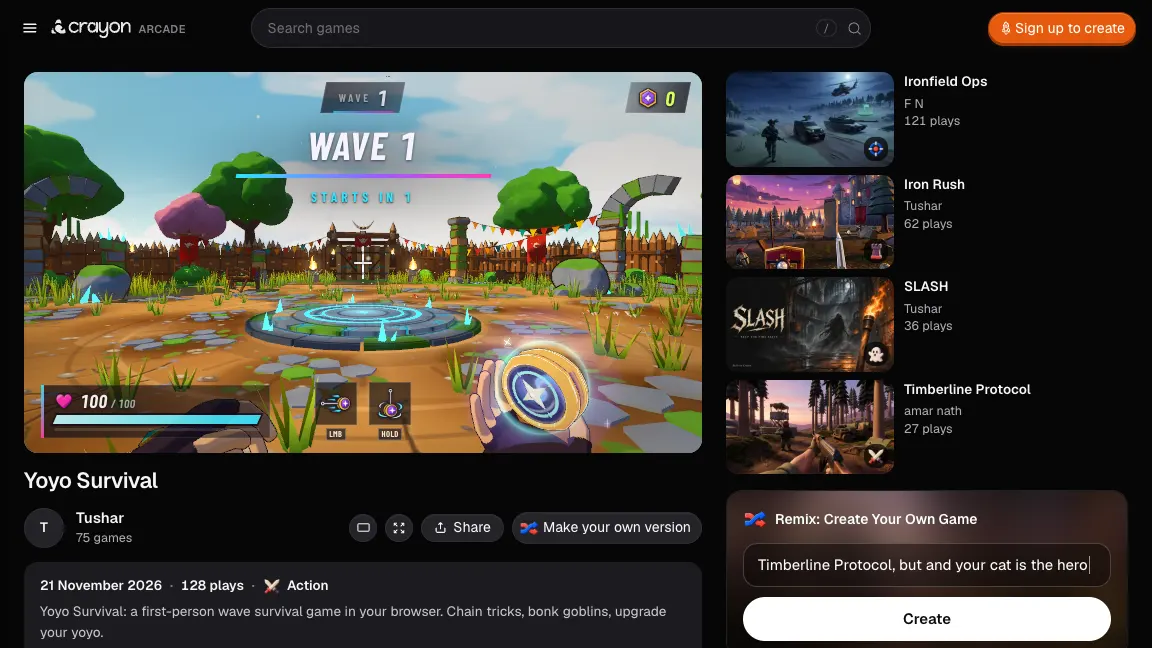 crayon ARCADE
Search games
/
Sign up to create
WAVE 1
0
WAVE 1
STARTS IN 1
100 / 100
LMB
HOLD
Yoyo Survival
T
Tushar
75 games
Share
Make your own version
21 November 2026 · 128 plays · Action
Yoyo Survival: a first-person wave survival game in your browser. Chain tricks, bonk goblins, upgrade
your yoyo.
Ironfield Ops
F N
121 plays
Iron Rush
Tushar
62 plays
SLASH
SLASH
Tushar
36 plays
Timberline Protocol
amar nath
27 plays
Remix: Create Your Own Game
Timberline Protocol, but and your cat is the hero
Create